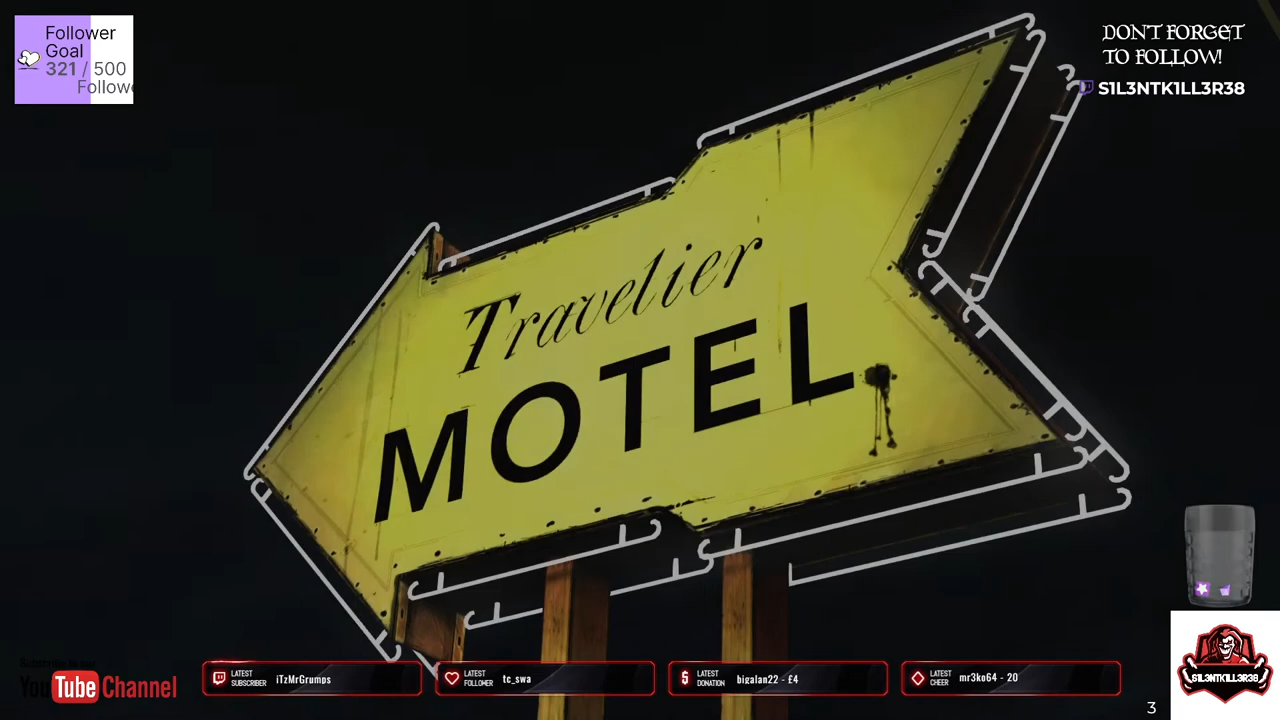 Follower
Goal
321 / 500
Followe
DON'T FORGET
TO FOLLOW!
S1L3NTK1LL3R38
Travelier
MOTEL
YouTube Channel
LATEST
SUBSCRIBER
iTzMrGrumps
LATEST
FOLLOWER
tc_swa
LATEST
DONATION
bigalan22 - £4
LATEST
CHEER
mr3ko64 - 20
S1L3NTK1LL3R38
3